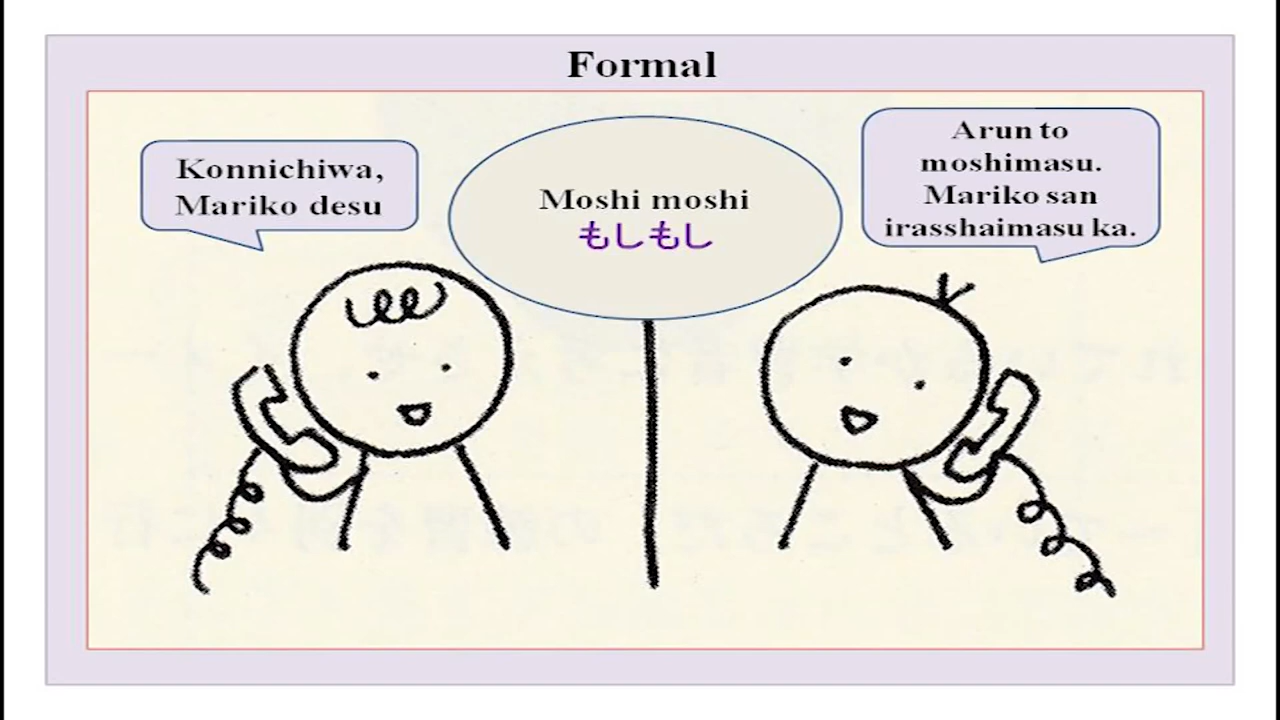 Formal
Konnichiwa,
Mariko desu
Moshi moshi
もしもし
Arun to
moshimasu.
Mariko san
irasshaimasu ka.